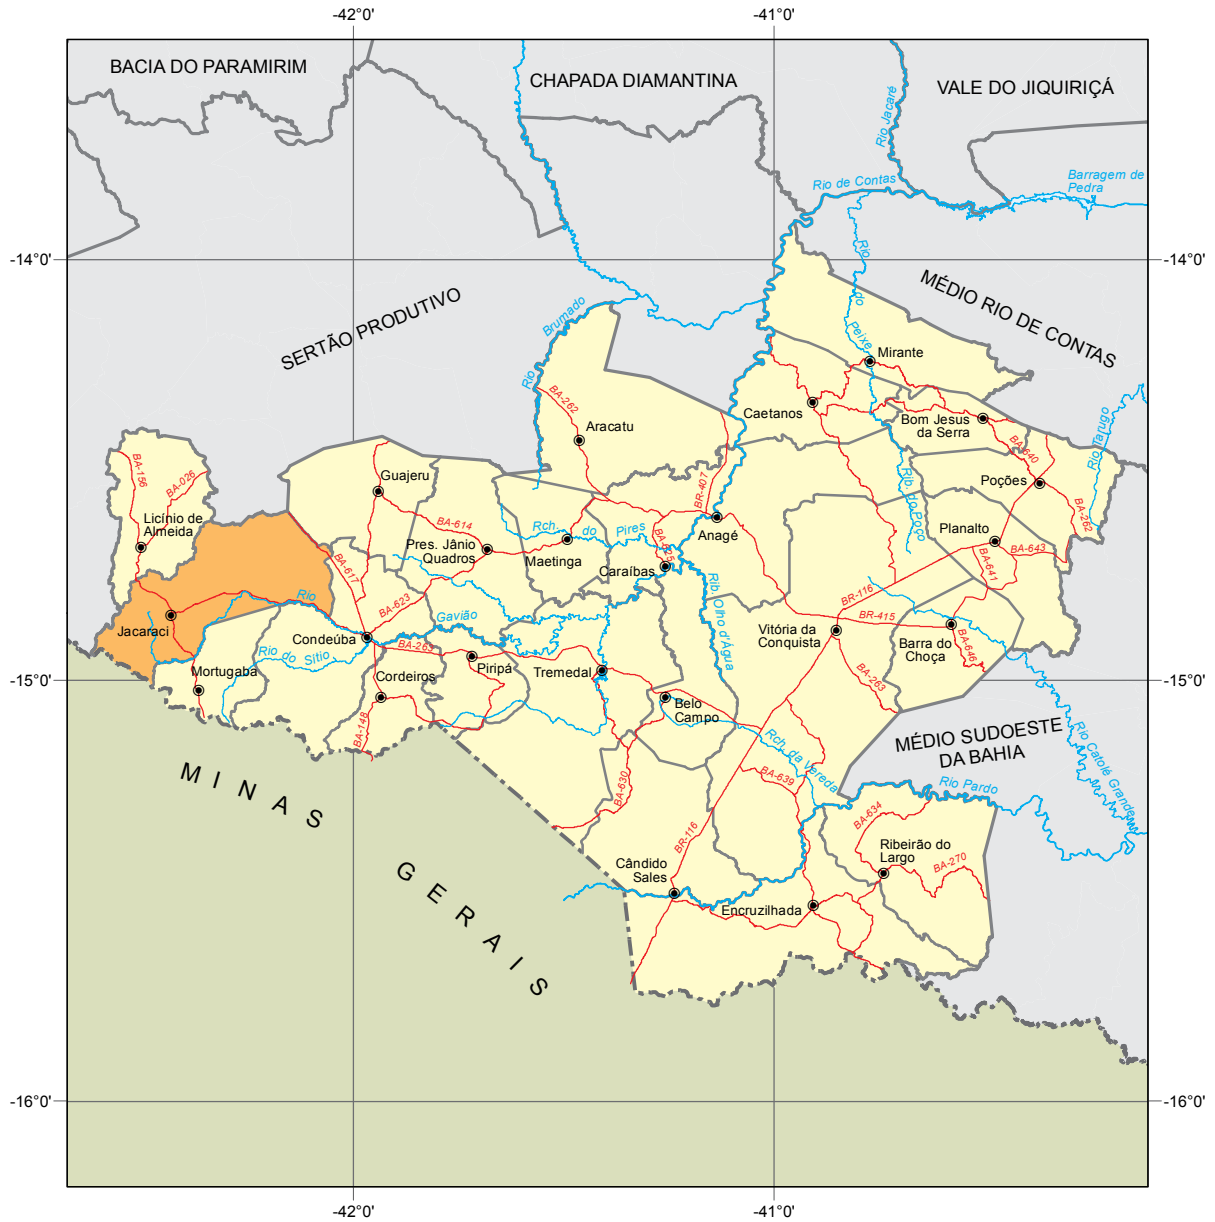 -42°0'
-41°0'
BACIA DO PARAMIRIM
CHAPADA DIAMANTINA
VALE DO JIQUIRIÇÁ
Rio Jacaré
Rio de Contas
Barragem de
Pedra
-14°0'
-14°0'
Rio
do
Peixe
MÉDIO RIO DE CONTAS
SERTÃO PRODUTIVO
Brumado
Rio
Mirante
BA-262
Caetanos
Bom Jesus
da Serra
Rio Tarugo
Aracatu
BA-640
BA-156
BA-026
Guajeru
BR-407
Rib. do Poço
Poções
BA-262
Licínio de
Almeida
BA-614
Rch.
do
Pires
Anagé
Planalto
BA-643
Pres. Jânio
Quadros
Maetinga
BA-625
Caraíbas
BA-641
BA-617
Rib. Olho d'Água
BR-116
Rio
BA-623
Gavião
BR-415
Jacaraci
Condeúba
Vitória da
Conquista
Barra do
Choça
BA-646
Rio do Sítio
BA-263
Mortugaba
Cordeiros
Piripá
Tremedal
BA-263
-15°0'
-15°0'
Belo
Campo
BA-148
MÉDIO SUDOESTE
DA BAHIA
Rio Catolé Grande
Rch. da Vereda
BA-630
BA-639
Rio Pardo
MINAS
GERAIS
BR-116
BA-634
Ribeirão do
Largo
BA-270
Cândido
Sales
Encruzilhada
-16°0'
-16°0'
-42°0'
-41°0'